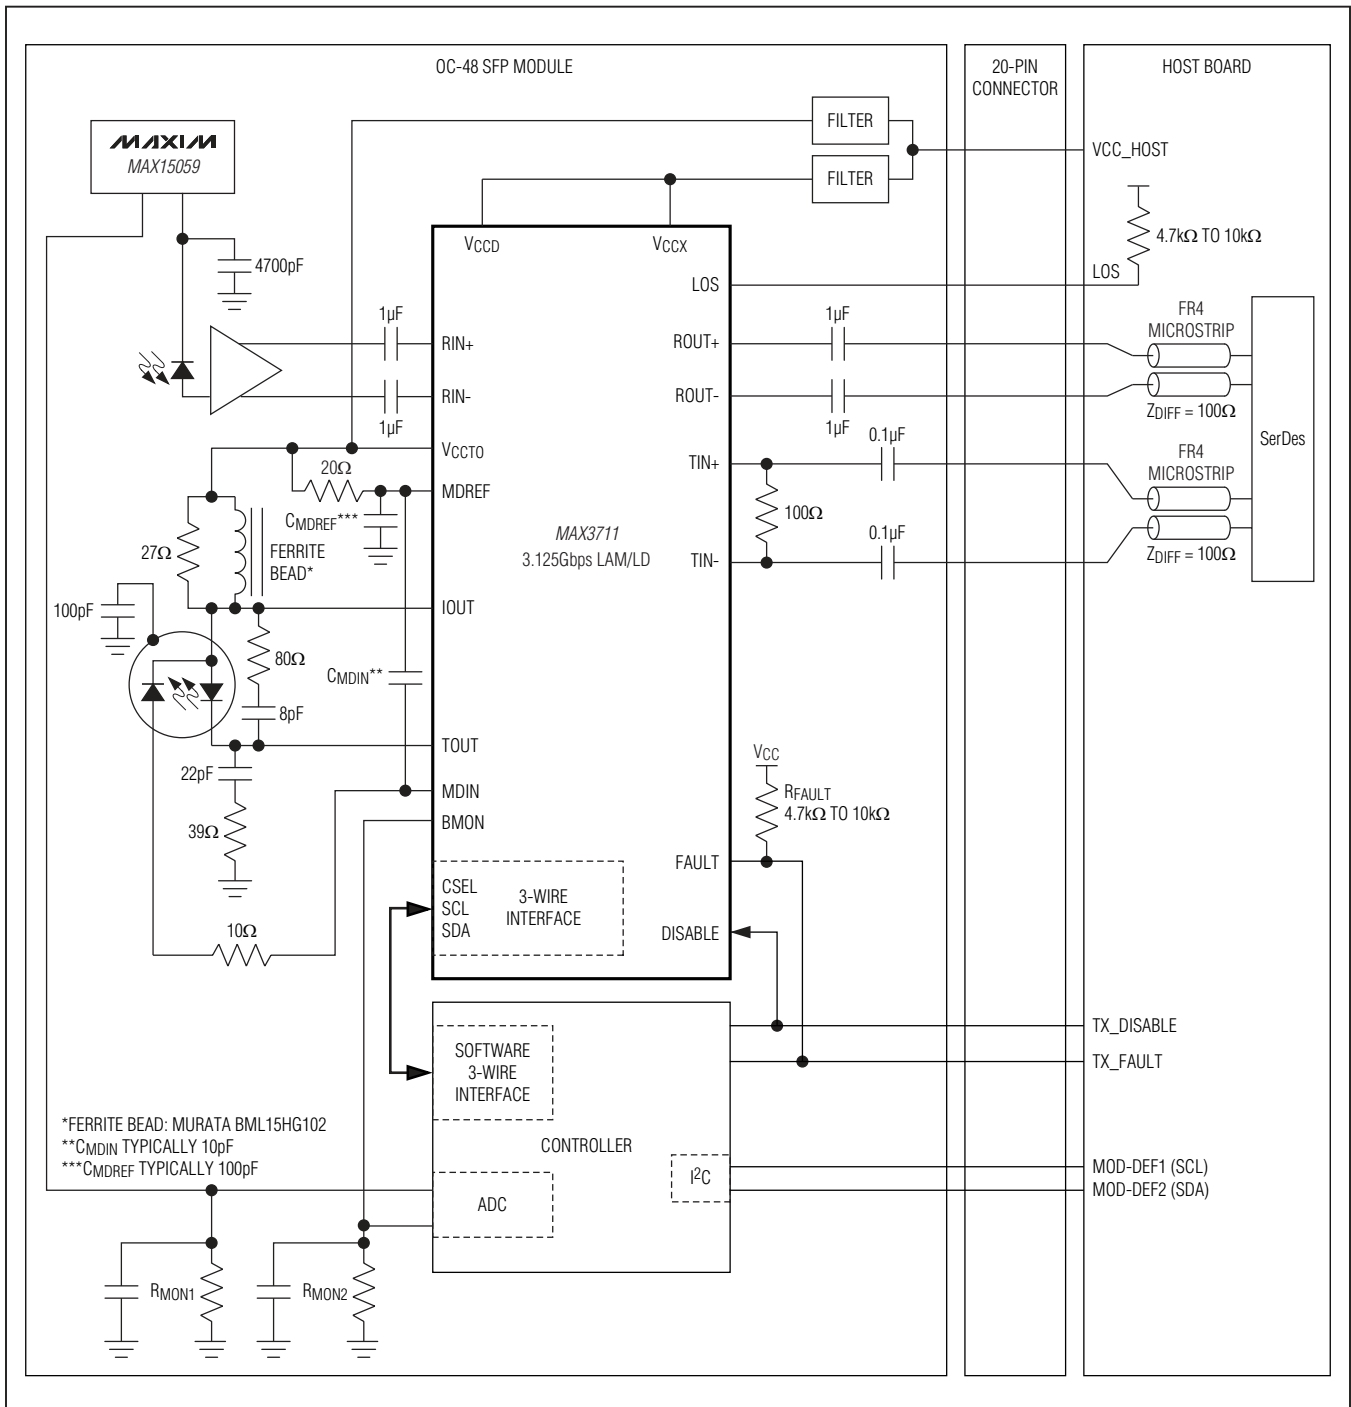 OC-48 SFP MODULE
20-PIN
CONNECTOR
HOST BOARD
MAXIM
MAX15059
FILTER
FILTER
VCC_HOST
4.7kΩ TO 10kΩ
LOS
4700pF
VCCD
VCCX
LOS
1µF
RIN+
RIN-
1µF
ROUT+
ROUT-
1µF
1µF
FR4
MICROSTRIP
ZDIFF = 100Ω
SerDes
VCCTO
20Ω
MDREF
CMDREF***
TIN+
0.1µF
100Ω
TIN-
0.1µF
FR4
MICROSTRIP
ZDIFF = 100Ω
MAX3711
3.125Gbps LAM/LD
27Ω
FERRITE
BEAD*
100pF
IOUT
80Ω
CMDIN**
8pF
TOUT
22pF
MDIN
BMON
39Ω
VCC
RFAULT
4.7kΩ TO 10kΩ
FAULT
CSEL
SCL
SDA
3-WIRE
INTERFACE
DISABLE
10Ω
TX_DISABLE
TX_FAULT
SOFTWARE
3-WIRE
INTERFACE
CONTROLLER
*FERRITE BEAD: MURATA BML15HG102
**CMDIN TYPICALLY 10pF
***CMDREF TYPICALLY 100pF
I2C
MOD-DEF1 (SCL)
MOD-DEF2 (SDA)
ADC
RMON1
RMON2